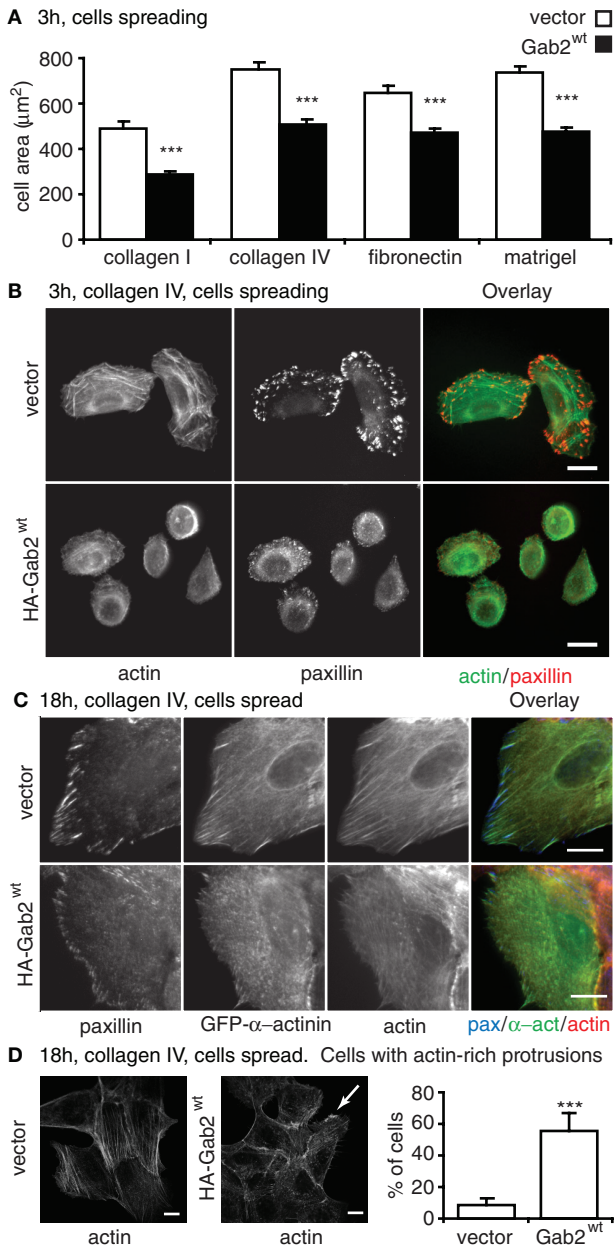 A 3h, cells spreading
vector
Gab2wt
cell area (μm2)
800
600
400
200
0
***
***
***
***
collagen I
collagen IV
fibronectin
matrigel
B 3h, collagen IV, cells spreading
Overlay
vector
HA-Gab2wt
actin
paxillin
actin/paxillin
C 18h, collagen IV, cells spread
Overlay
vector
HA-Gab2wt
paxillin
GFP-α–actinin
actin
pax/α-act/actin
D 18h, collagen IV, cells spread. Cells with actin-rich protrusions
vector
HA-Gab2wt
actin
actin
% of cells
80
60
40
20
0
***
vector
Gab2wt